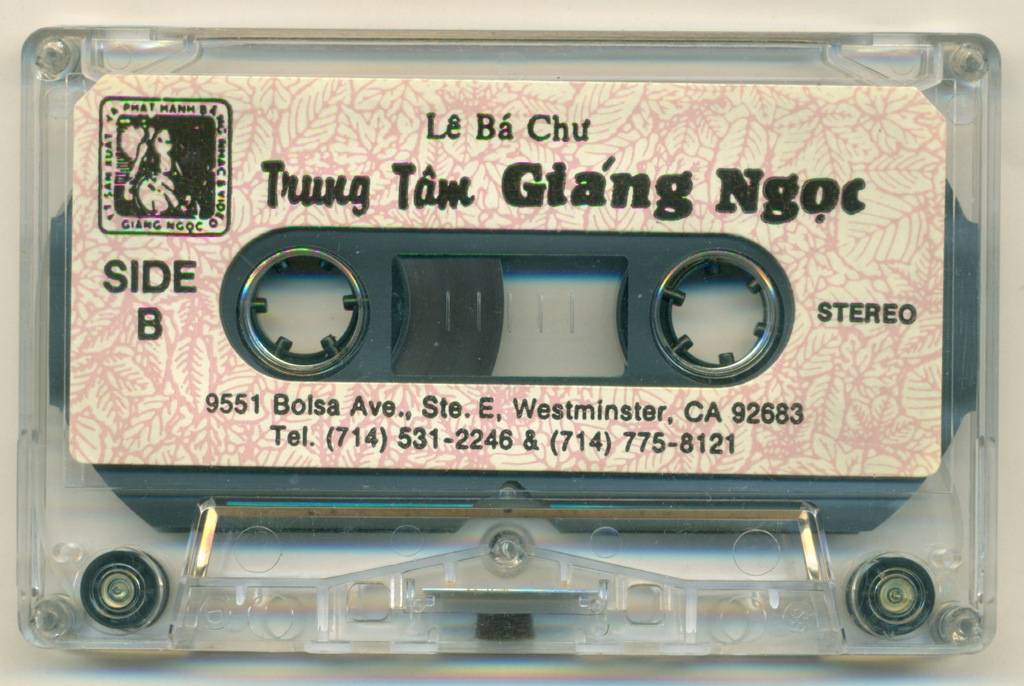 Lê Bá Chư
Trung Tâm Giáng Ngọc
GIÁNG NGỌC
SIDE
B
STEREO
9551 Bolsa Ave., Ste. E, Westminster, CA 92683
Tel. (714) 531-2246 & (714) 775-8121